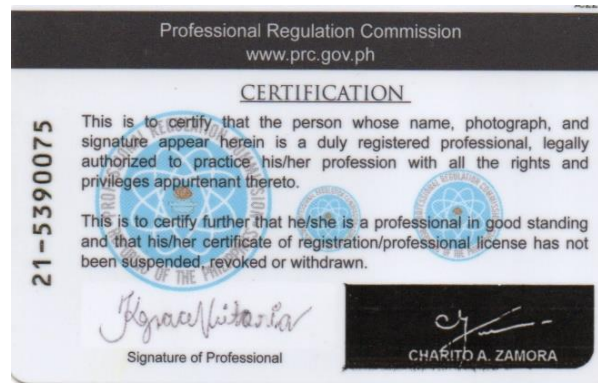 Professional Regulation Commission
www.prc.gov.ph
CERTIFICATION
21-5390075
This is to certify that the person whose name, photograph, and
signature appear herein is a duly registered professional, legally
authorized to practice his/her profession with all the rights and
privileges appurtenant thereto.
This is to certify further that he/she is a professional in good standing
and that his/her certificate of registration/professional license has not
been suspended, revoked or withdrawn.
Signature of Professional
CHARITO A. ZAMORA